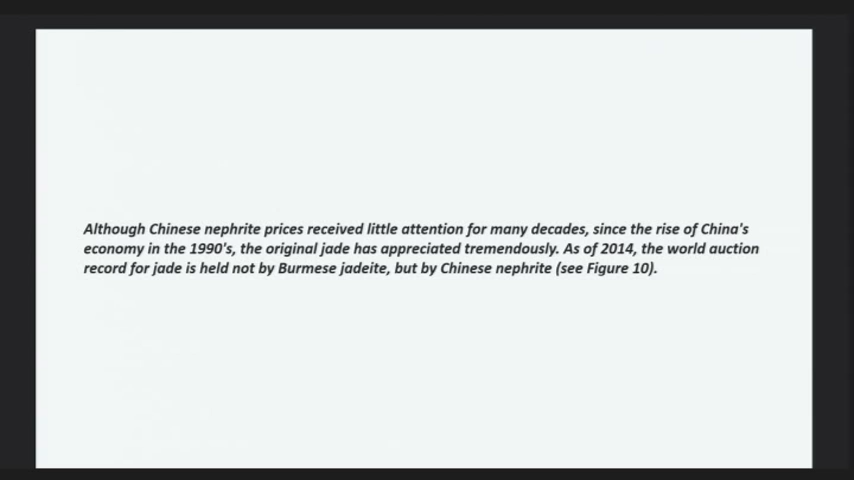 Although Chinese nephrite prices received little attention for many decades, since the rise of China's
economy in the 1990's, the original jade has appreciated tremendously. As of 2014, the world auction
record for jade is held not by Burmese jadeite, but by Chinese nephrite (see Figure 10).